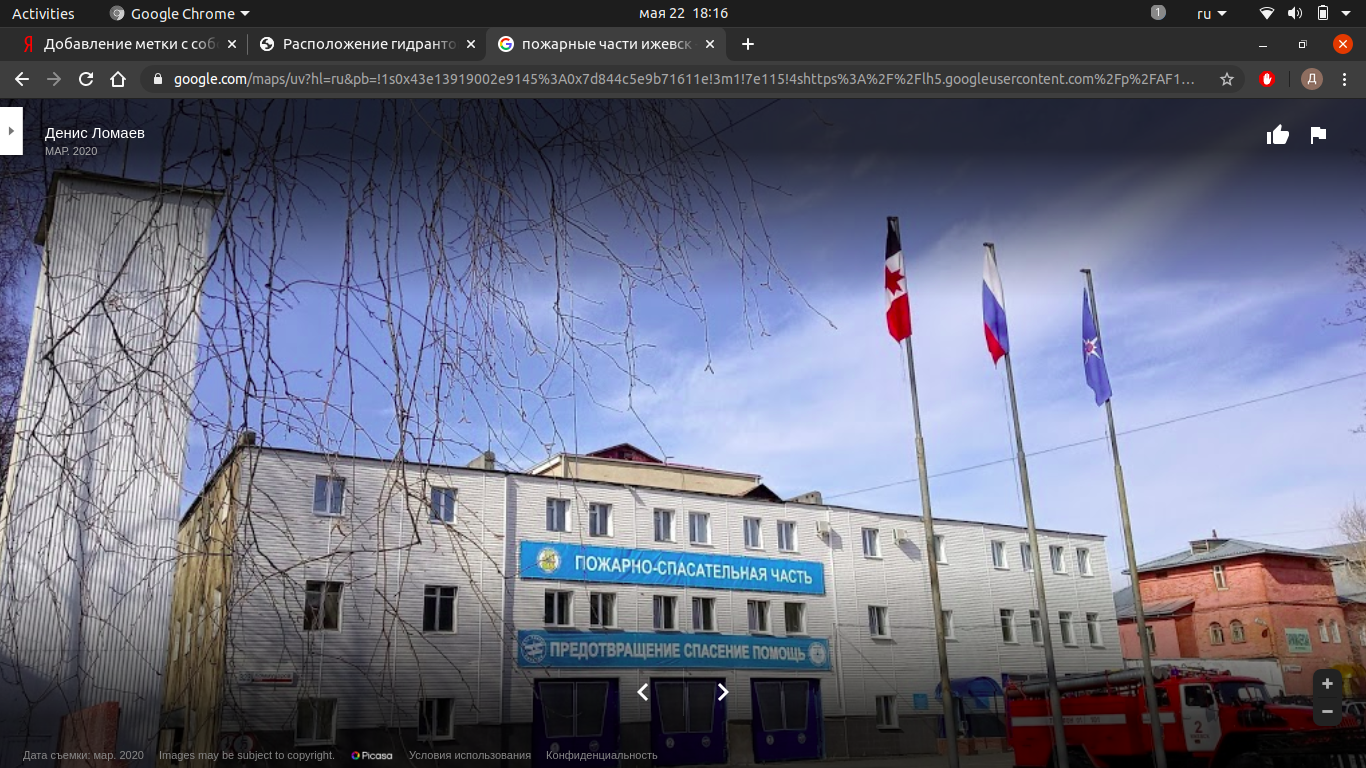 Activities
Google Chrome
мая 22 18:16
1
ru
Добавление метки с соб
Расположение гидранто
пожарные части ижевск
google.com/maps/uv?hl=ru&pb=!1s0x43e13919002e9145%3A0x7d844c5e9b71611e!3m1!7e115!4shttps%3A%2F%2Flh5.googleusercontent.com%2Fp%2FAF1…
Д
Денис Ломаев
МАР. 2020
ПОЖАРНО-СПАСАТЕЛЬНАЯ ЧАСТЬ
ПРЕДОТВРАЩЕНИЕ СПАСЕНИЕ ПОМОЩЬ
2
Дата съемки: мар. 2020
Images may be subject to copyright.
Picasa
Условия использования
Конфиденциальность